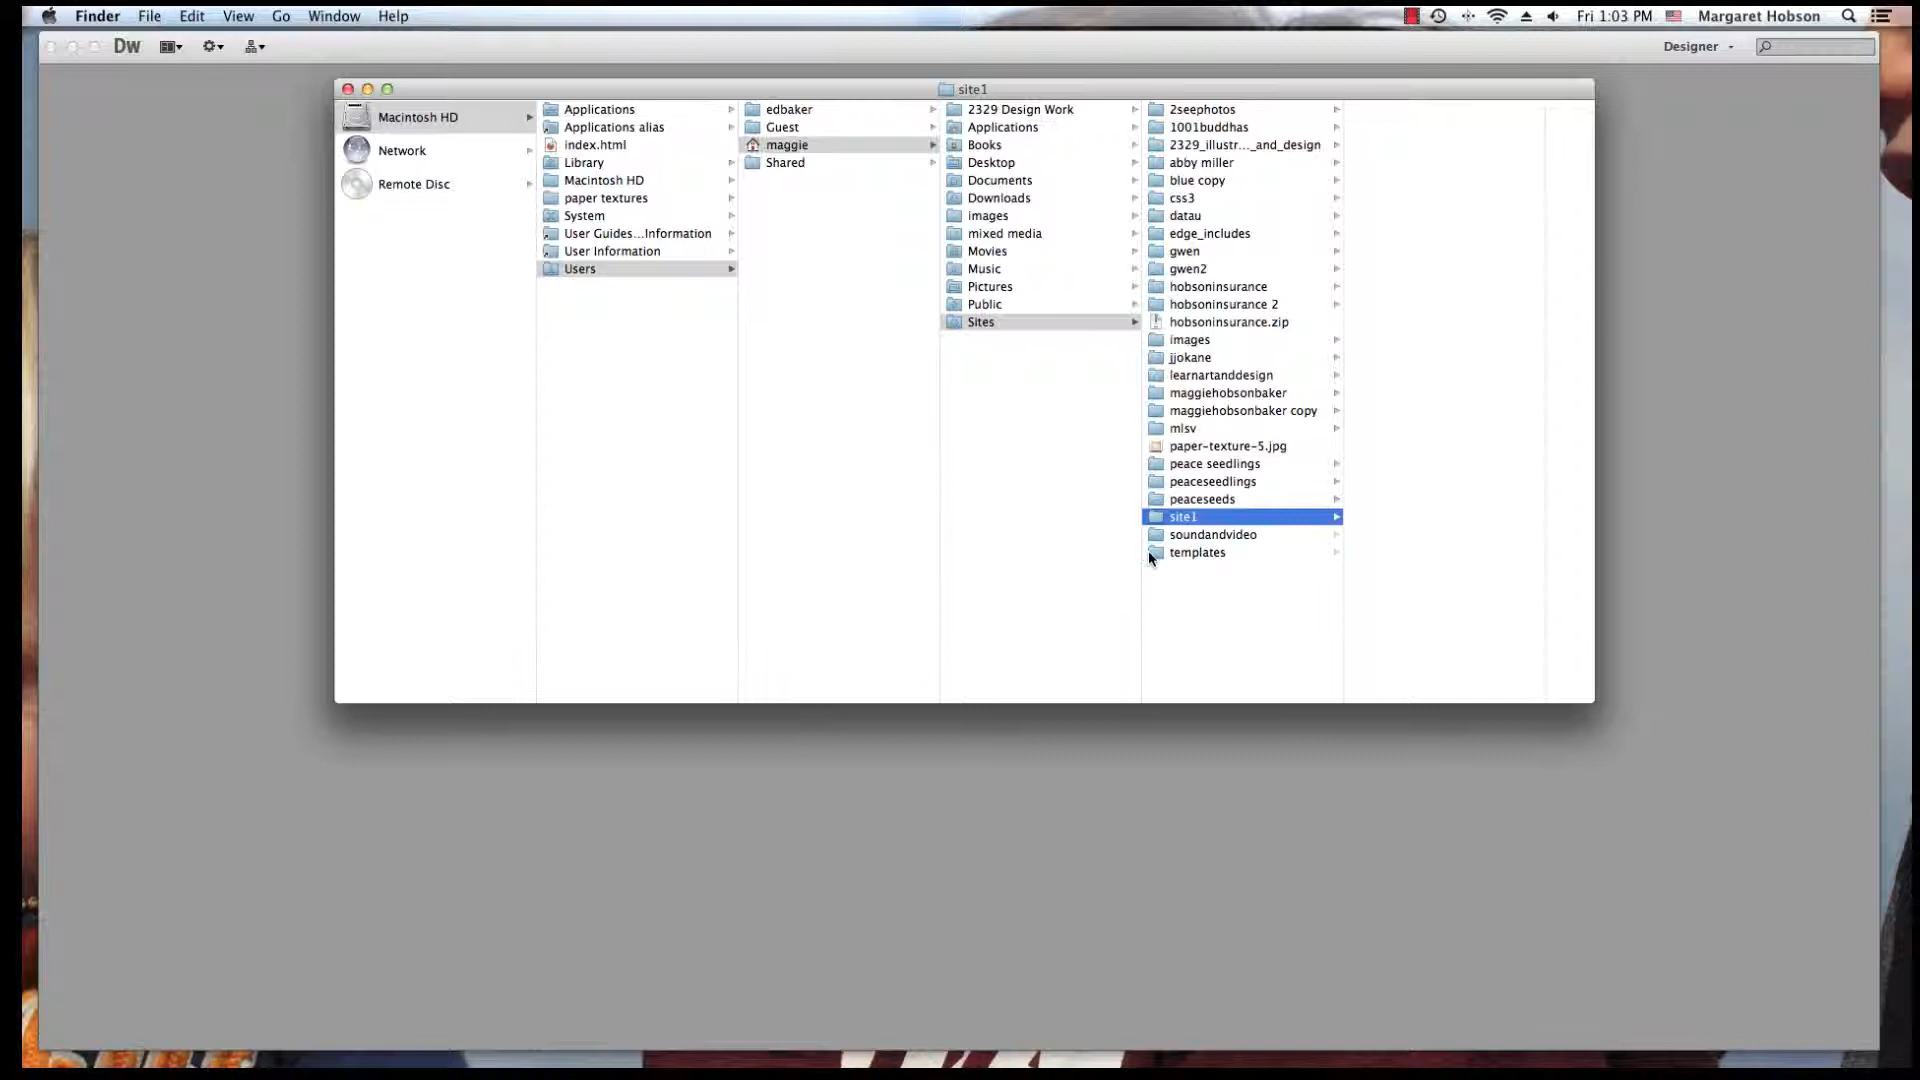 Finder File Edit View Go Window Help Fri 1:03 PM Margaret Hobson
Dw Designer
site1
Macintosh HD
Network
Remote Disc
Applications
Applications alias
index.html
Library
Macintosh HD
paper textures
System
User Guides...Information
User Information
Users
edbaker
Guest
maggie
Shared
2329 Design Work
Applications
Books
Desktop
Documents
Downloads
images
mixed media
Movies
Music
Pictures
Public
Sites
2seephotos
1001buddhas
2329_illustr..._and_design
abby miller
blue copy
css3
datau
edge_includes
gwen
gwen2
hobsoninsurance
hobsoninsurance 2
hobsoninsurance.zip
images
jjokane
learnartanddesign
maggiehobsonbaker
maggiehobsonbaker copy
mlsv
paper-texture-5.jpg
peace seedlings
peaceseedlings
peaceseeds
site1
soundandvideo
templates